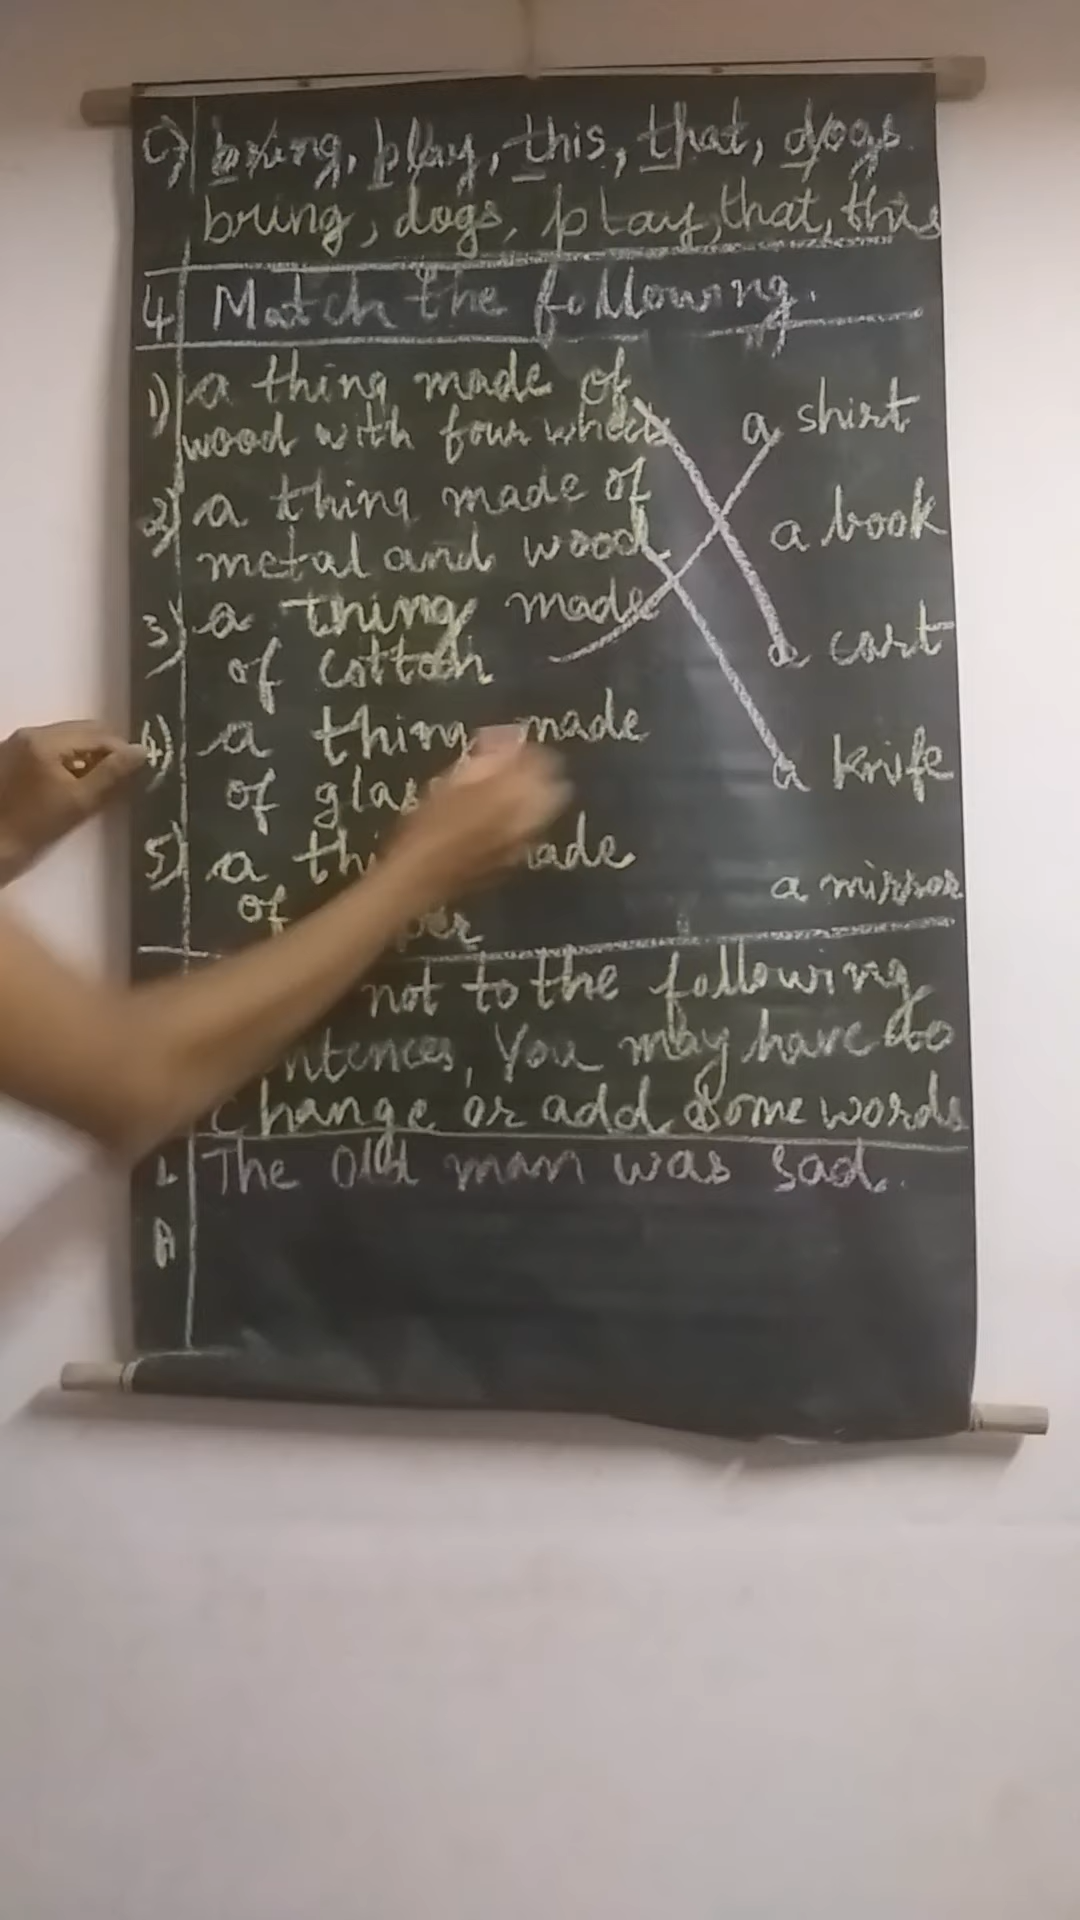 C) bring, play, this, that, dogs.
bring, dogs, play, that, this
4 Match the following.
1) a thing made of
wood with four wheels
a shirt
2) a thing made of
metal and wood
a book
3) a thing made
of cotton
a cart
4) a thing made
of
a knife
5) a made
of
a mirror
not to the following
You may have to
change or add some words
1. The Old man was sad.
A